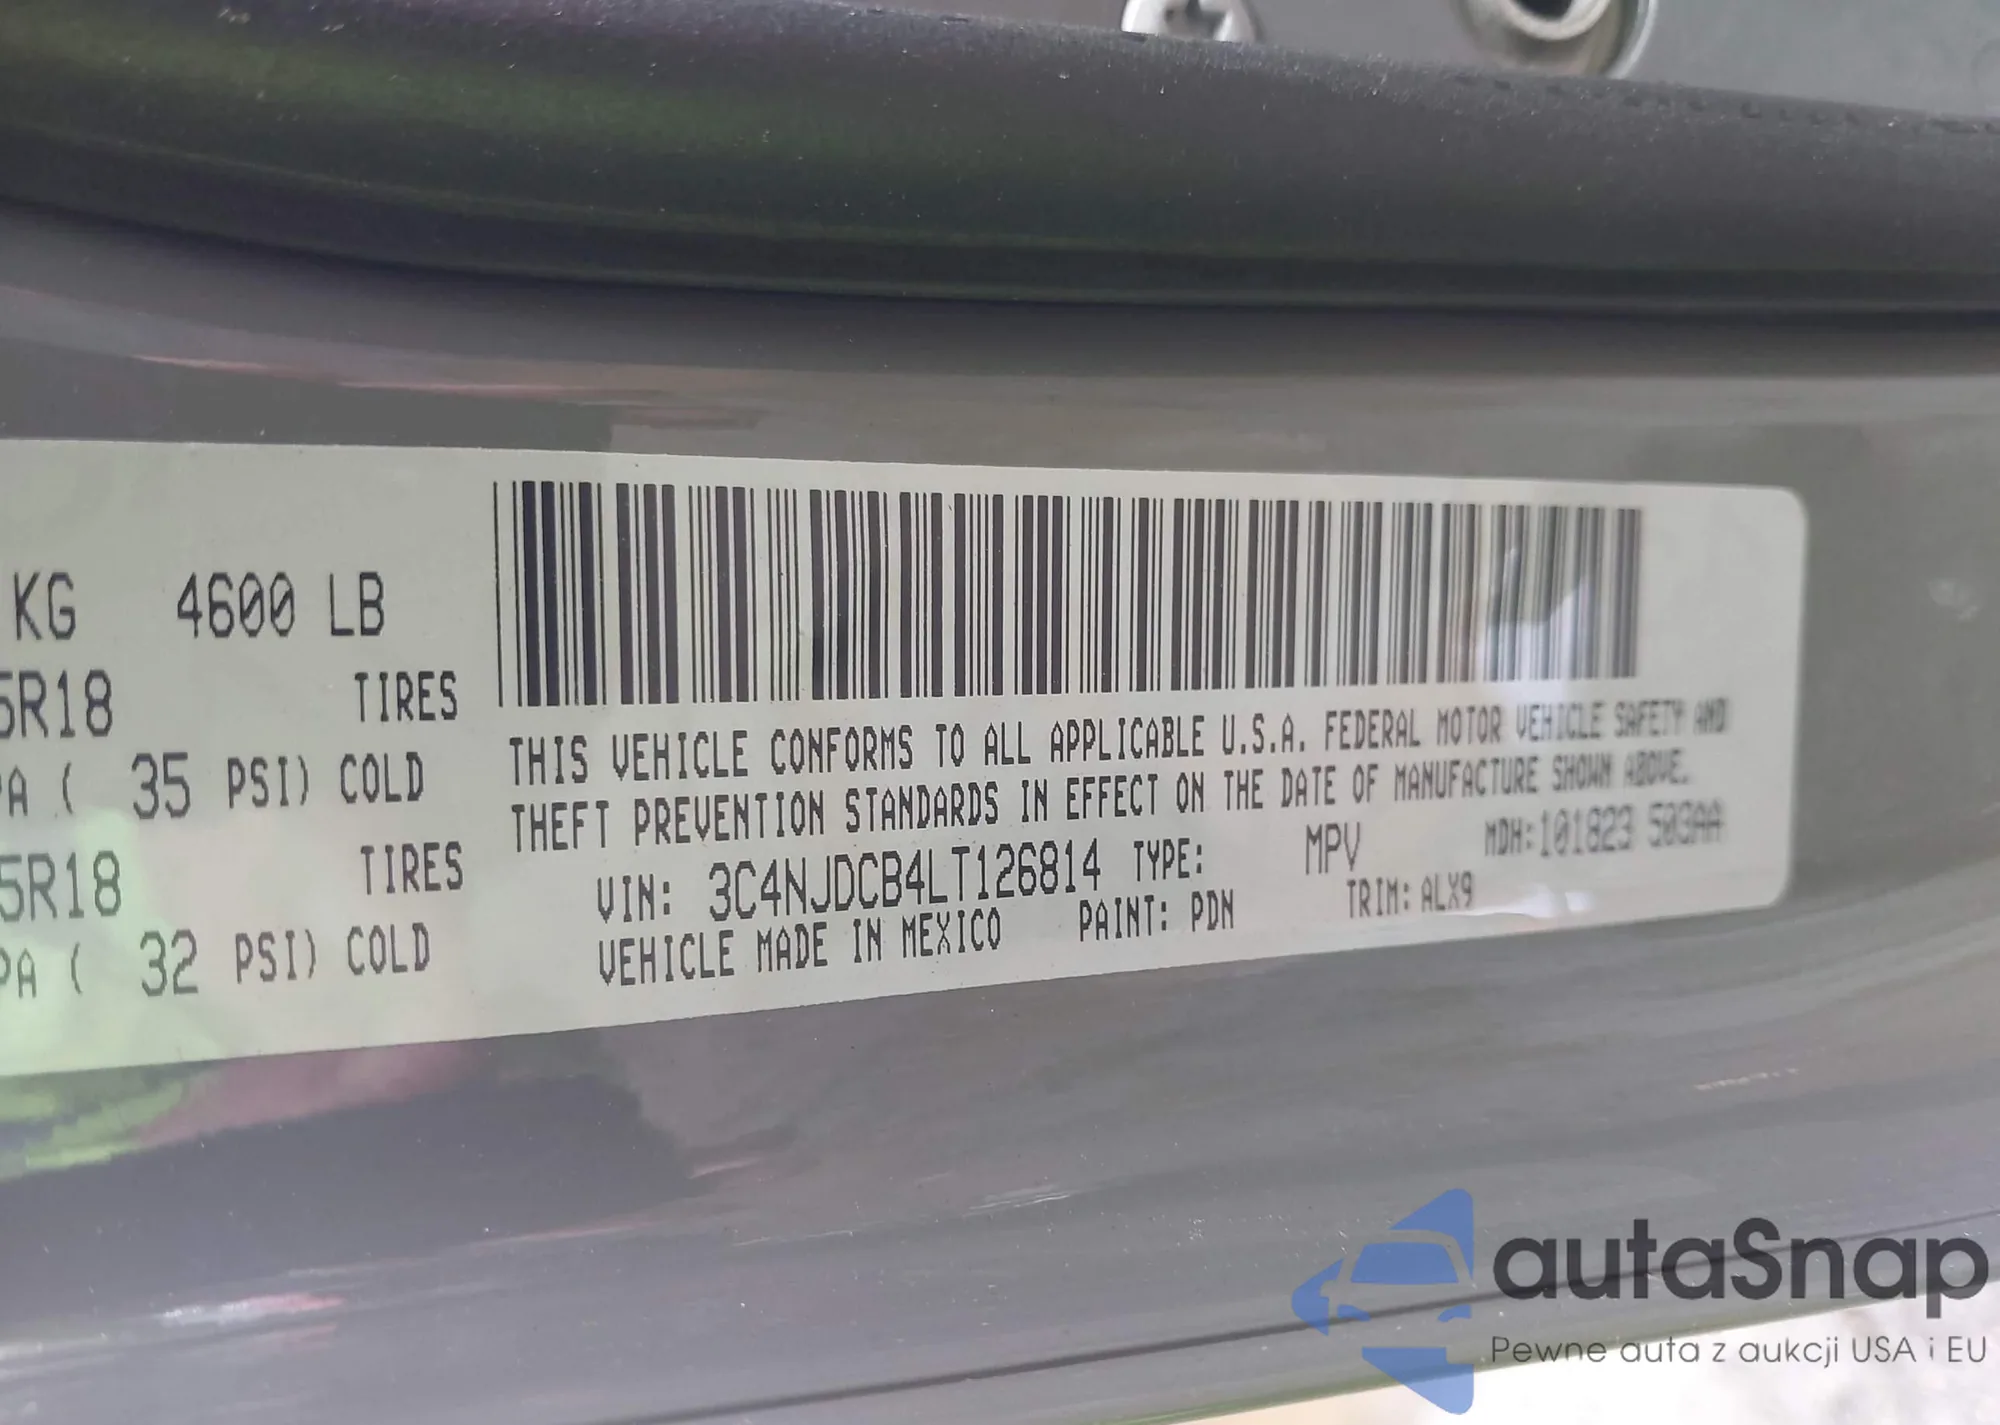 KG 4600 LB
5R18 TIRES
PA ( 35 PSI) COLD
5R18 TIRES
PA ( 32 PSI) COLD
THIS VEHICLE CONFORMS TO ALL APPLICABLE U.S.A. FEDERAL MOTOR VEHICLE SAFETY AND
THEFT PREVENTION STANDARDS IN EFFECT ON THE DATE OF MANUFACTURE SHOWN ABOVE.
VIN: 3C4NJDCB4LT126814 TYPE: MPV MDH:101823 503AA
VEHICLE MADE IN MEXICO PAINT: PDN TRIM: ALX9
autaSnap
Pewne auta z aukcji USA i EU